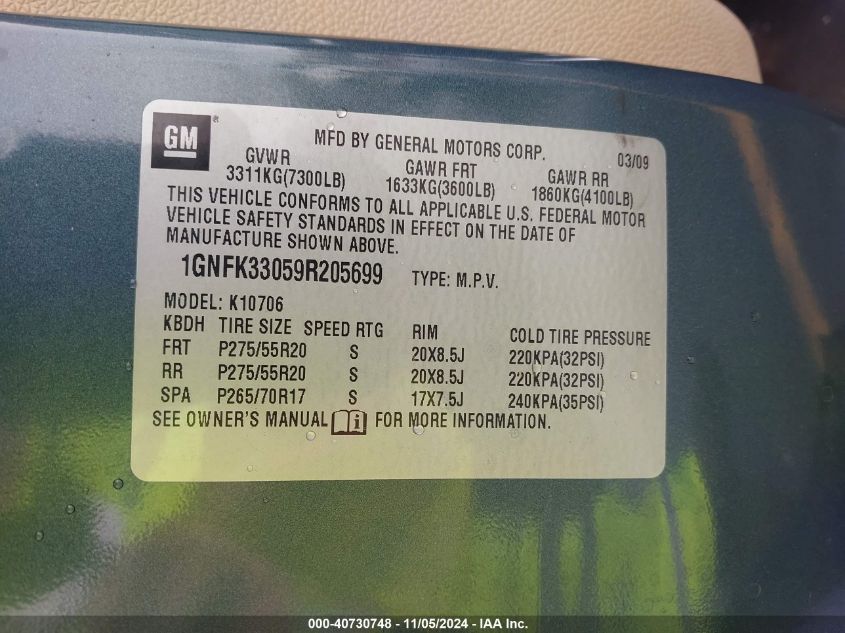 GM
MFD BY GENERAL MOTORS CORP. 03/09
GVWR GAWR FRT GAWR RR
3311KG(7300LB) 1633KG(3600LB) 1860KG(4100LB)
THIS VEHICLE CONFORMS TO ALL APPLICABLE U.S. FEDERAL MOTOR
VEHICLE SAFETY STANDARDS IN EFFECT ON THE DATE OF
MANUFACTURE SHOWN ABOVE.
1GNFK33059R205699 TYPE: M.P.V.
MODEL: K10706
KBDH TIRE SIZE SPEED RTG RIM COLD TIRE PRESSURE
FRT P275/55R20 S 20X8.5J 220KPA(32PSI)
RR P275/55R20 S 20X8.5J 220KPA(32PSI)
SPA P265/70R17 S 17X7.5J 240KPA(35PSI)
SEE OWNER'S MANUAL i FOR MORE INFORMATION.
000-40730748 - 11/05/2024 - IAA Inc.